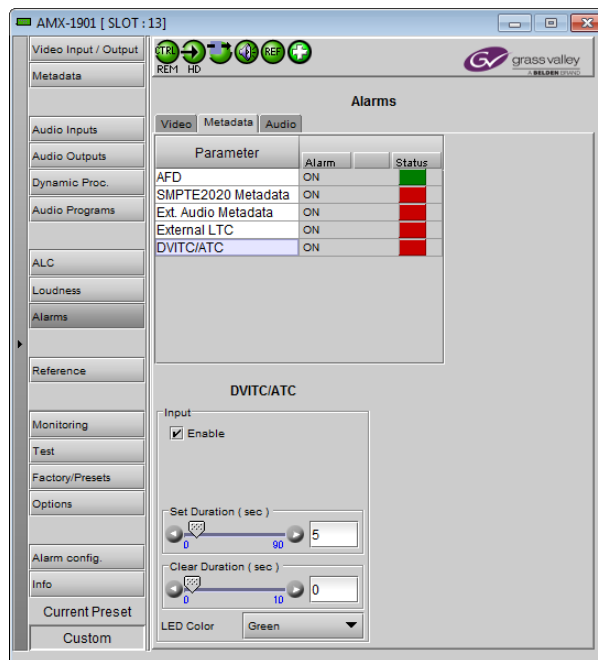 AMX-1901 [ SLOT : 13]
Video Input / Output
Metadata
Audio Inputs
Audio Outputs
Dynamic Proc.
Audio Programs
ALC
Loudness
Alarms
Reference
Monitoring
Test
Factory/Presets
Options
Alarm config.
Info
Current Preset
Custom
CTRL
REF
REM HD
GV grass valley
A BELDEN BRAND
Alarms
Video Metadata Audio
Parameter Alarm Status
AFD ON
SMPTE2020 Metadata ON
Ext. Audio Metadata ON
External LTC ON
DVITC/ATC ON
DVITC/ATC
Input
Enable
Set Duration ( sec )
0 90 5
Clear Duration ( sec )
0 10 0
LED Color Green